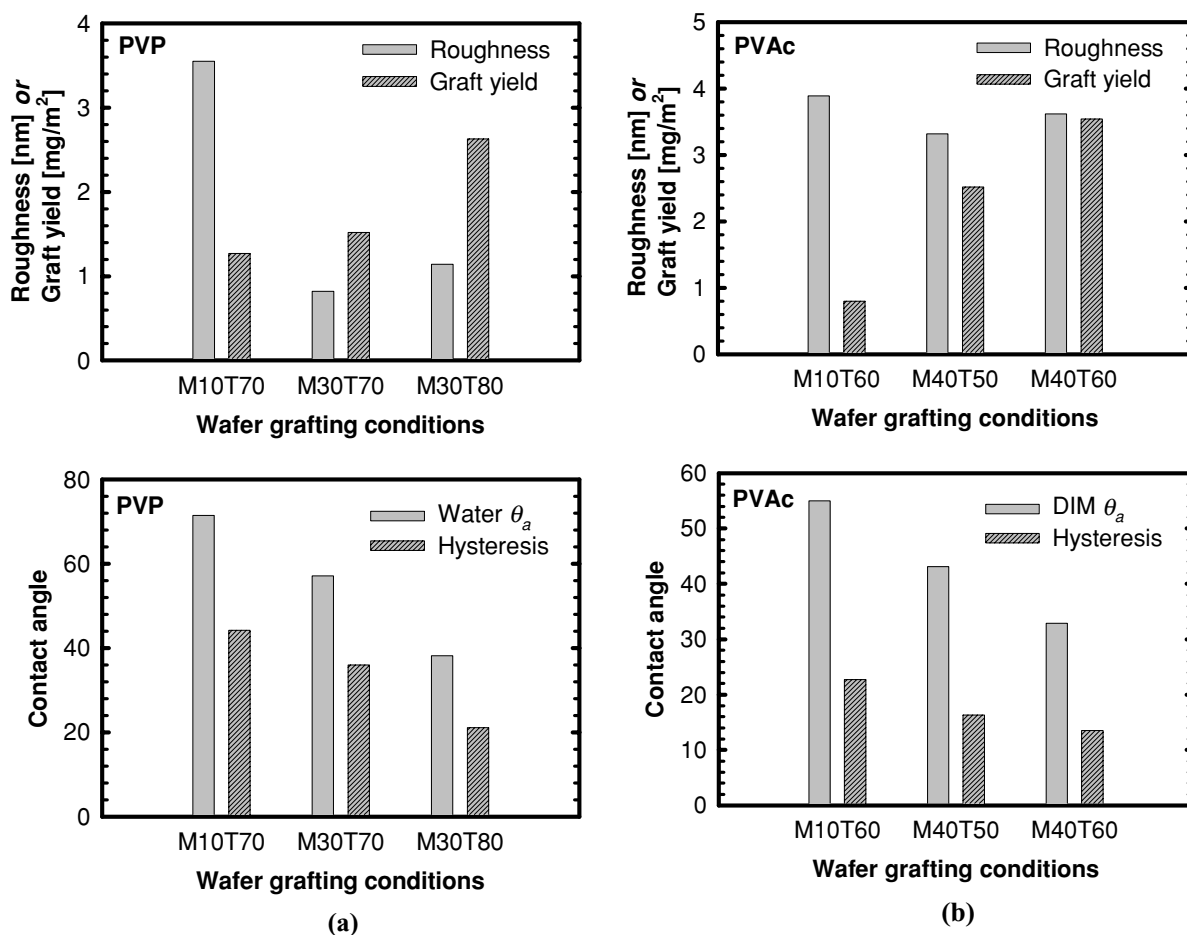 PVP
Roughness
Graft yield
Roughness [nm] or
Graft yield [mg/m²]
4
3
2
1
0
M10T70 M30T70 M30T80
Wafer grafting conditions
PVAc
Roughness
Graft yield
Roughness [nm] or
Graft yield [mg/m²]
5
4
3
2
1
0
M10T60 M40T50 M40T60
Wafer grafting conditions
PVP
Water θa
Hysteresis
Contact angle
80
60
40
20
0
M10T70 M30T70 M30T80
Wafer grafting conditions
(a)
PVAc
DIM θa
Hysteresis
Contact angle
60
50
40
30
20
10
0
M10T60 M40T50 M40T60
Wafer grafting conditions
(b)